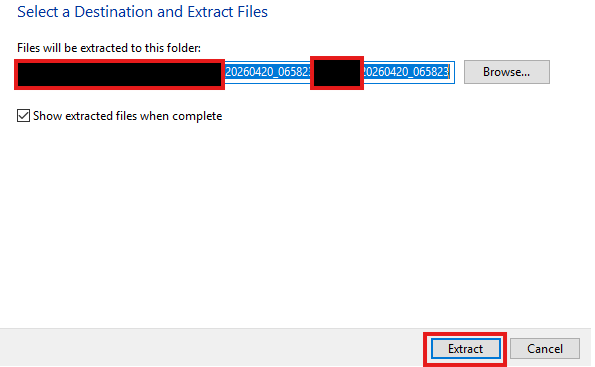 Select a Destination and Extract Files
Files will be extracted to this folder:
20260420_065823 20260420_065823
Browse...
Show extracted files when complete
Extract
Cancel